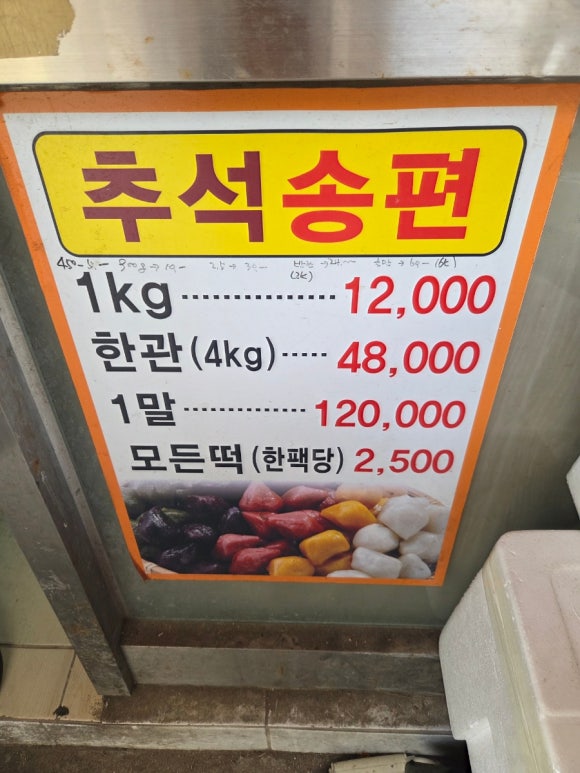 추석송편
1kg 12,000
한관(4kg) 48,000
1말 120,000
모든떡(한팩당) 2,500